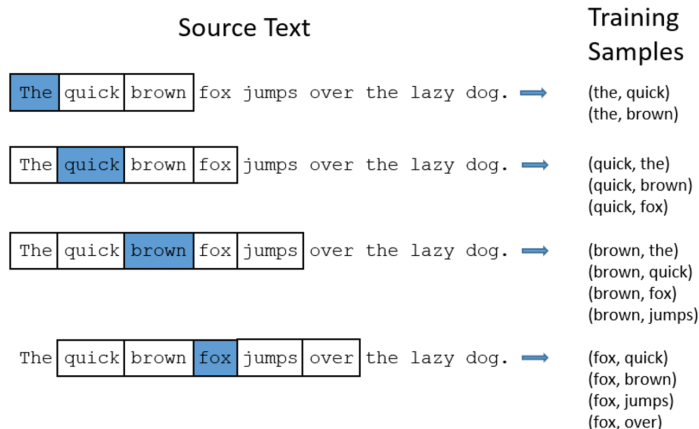 Source Text
Training
Samples
The quick brown fox jumps over the lazy dog.
(the, quick)
(the, brown)
The quick brown fox jumps over the lazy dog.
(quick, the)
(quick, brown)
(quick, fox)
The quick brown fox jumps over the lazy dog.
(brown, the)
(brown, quick)
(brown, fox)
(brown, jumps)
The quick brown fox jumps over the lazy dog.
(fox, quick)
(fox, brown)
(fox, jumps)
(fox, over)